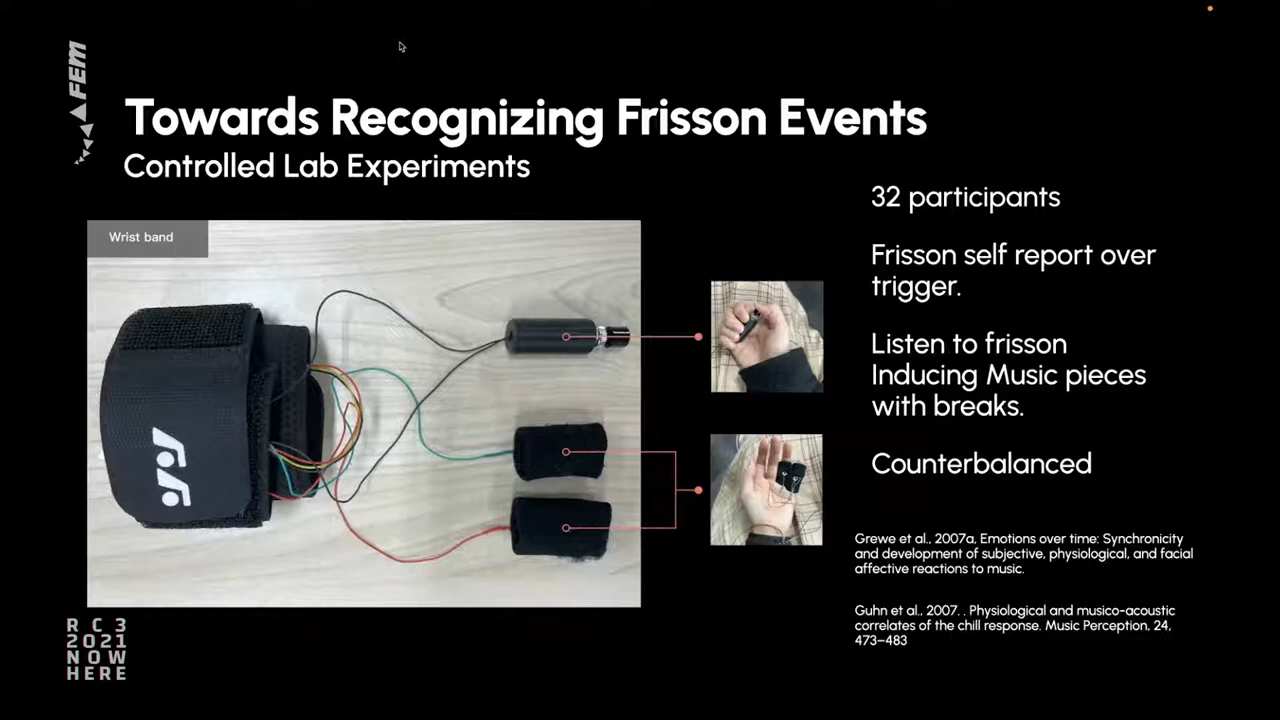 FEM
Towards Recognizing Frisson Events
Controlled Lab Experiments
Wrist band
32 participants
Frisson self report over
trigger.
Listen to frisson
Inducing Music pieces
with breaks.
Counterbalanced
Grewe et al., 2007a, Emotions over time: Synchronicity
and development of subjective, physiological, and facial
affective reactions to music.
Guhn et al., 2007. . Physiological and musico-acoustic
correlates of the chill response. Music Perception, 24,
473–483
R C 3
2021
NOW
HERE